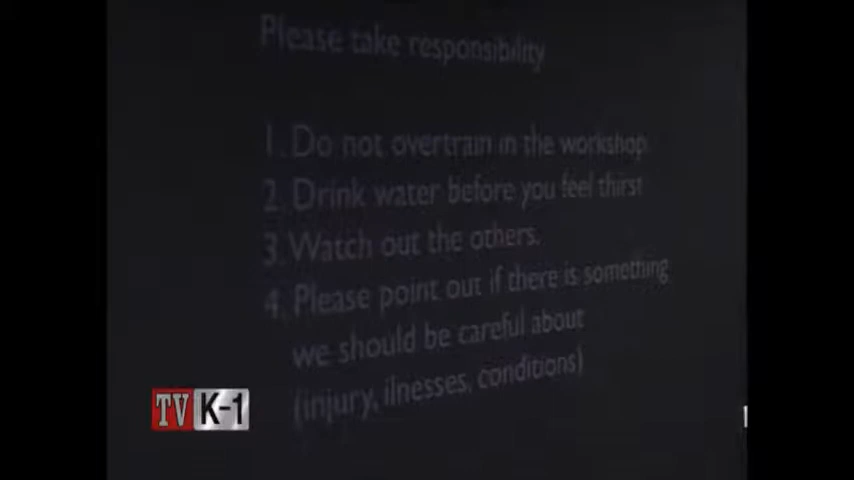 Please take responsibility
1. Do not overtrain in the workshop.
2. Drink water before you feel thirst
3. Watch out the others.
4. Please point out if there is something
we should be careful about
(injury, ilnesses, conditions)
TV K-1